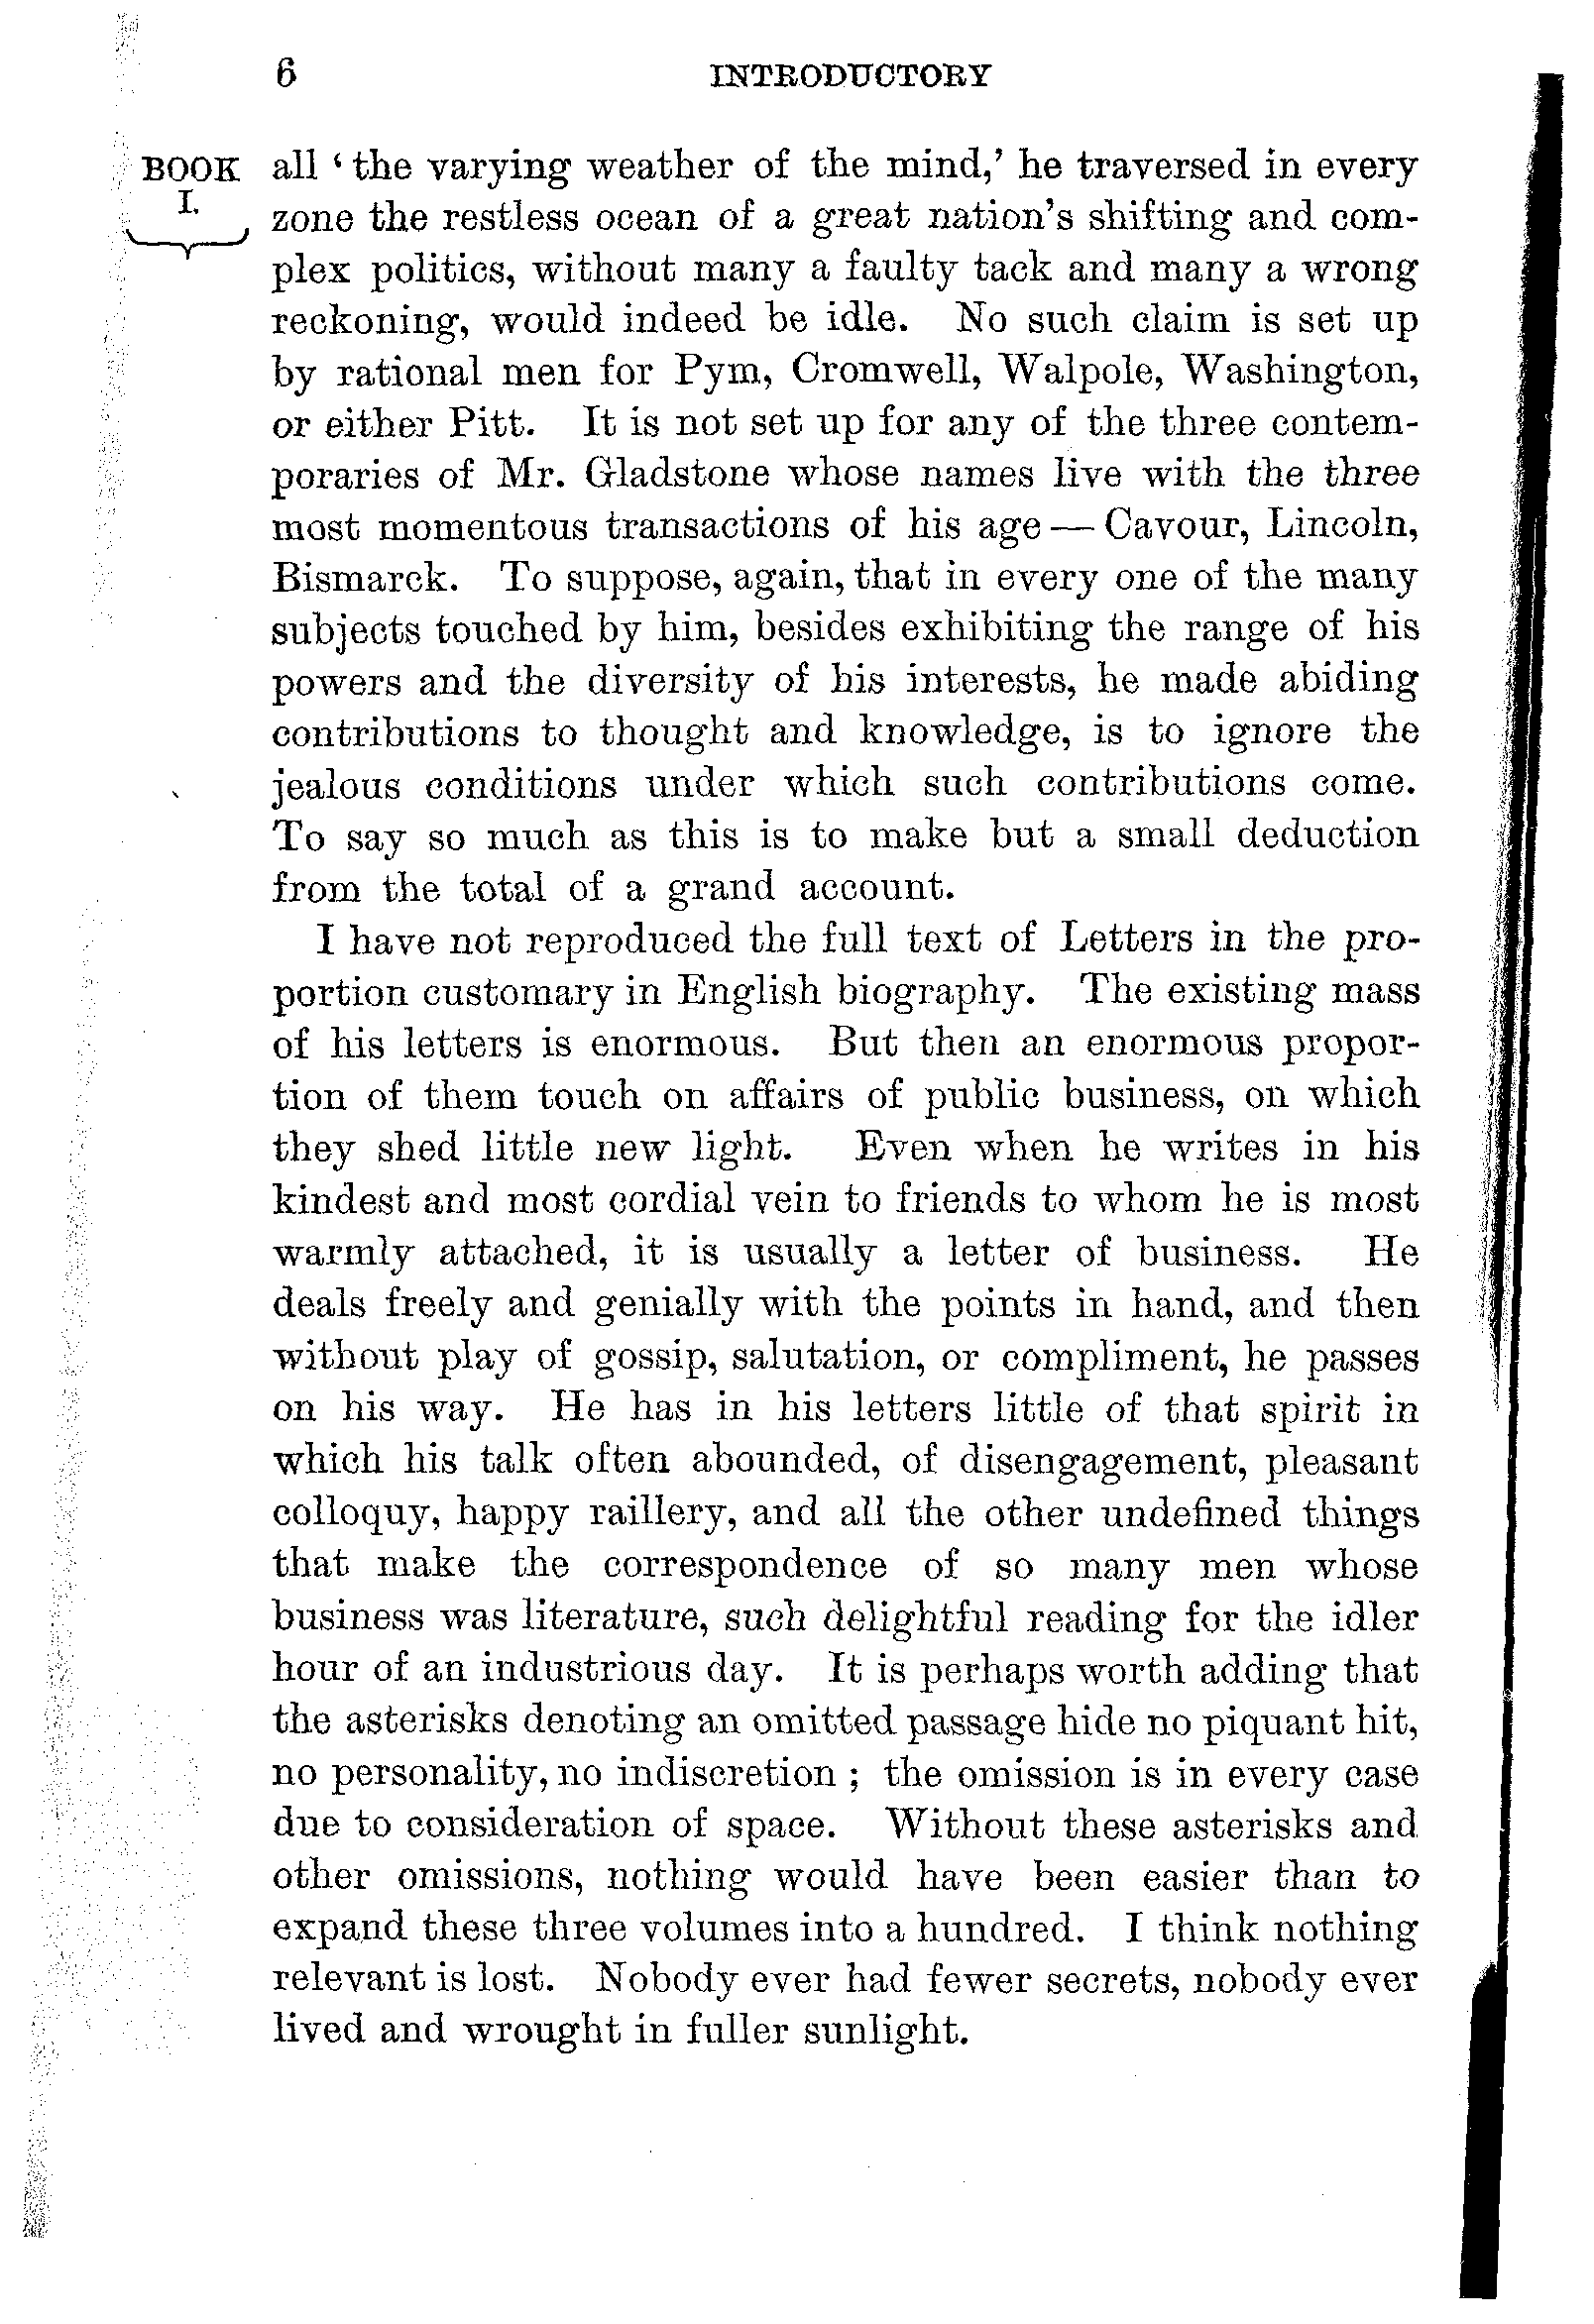 6 INTRODUCTORY
BOOK
I.
all ‘the varying weather of the mind,’ he traversed in every
zone the restless ocean of a great nation’s shifting and com-
plex politics, without many a faulty tack and many a wrong
reckoning, would indeed be idle. No such claim is set up
by rational men for Pym, Cromwell, Walpole, Washington,
or either Pitt. It is not set up for any of the three contem-
poraries of Mr. Gladstone whose names live with the three
most momentous transactions of his age — Cavour, Lincoln,
Bismarck. To suppose, again, that in every one of the many
subjects touched by him, besides exhibiting the range of his
powers and the diversity of his interests, he made abiding
contributions to thought and knowledge, is to ignore the
jealous conditions under which such contributions come.
To say so much as this is to make but a small deduction
from the total of a grand account.
I have not reproduced the full text of Letters in the pro-
portion customary in English biography. The existing mass
of his letters is enormous. But then an enormous propor-
tion of them touch on affairs of public business, on which
they shed little new light. Even when he writes in his
kindest and most cordial vein to friends to whom he is most
warmly attached, it is usually a letter of business. He
deals freely and genially with the points in hand, and then
without play of gossip, salutation, or compliment, he passes
on his way. He has in his letters little of that spirit in
which his talk often abounded, of disengagement, pleasant
colloquy, happy raillery, and all the other undefined things
that make the correspondence of so many men whose
business was literature, such delightful reading for the idler
hour of an industrious day. It is perhaps worth adding that
the asterisks denoting an omitted passage hide no piquant hit,
no personality, no indiscretion ; the omission is in every case
due to consideration of space. Without these asterisks and
other omissions, nothing would have been easier than to
expand these three volumes into a hundred. I think nothing
relevant is lost. Nobody ever had fewer secrets, nobody ever
lived and wrought in fuller sunlight.